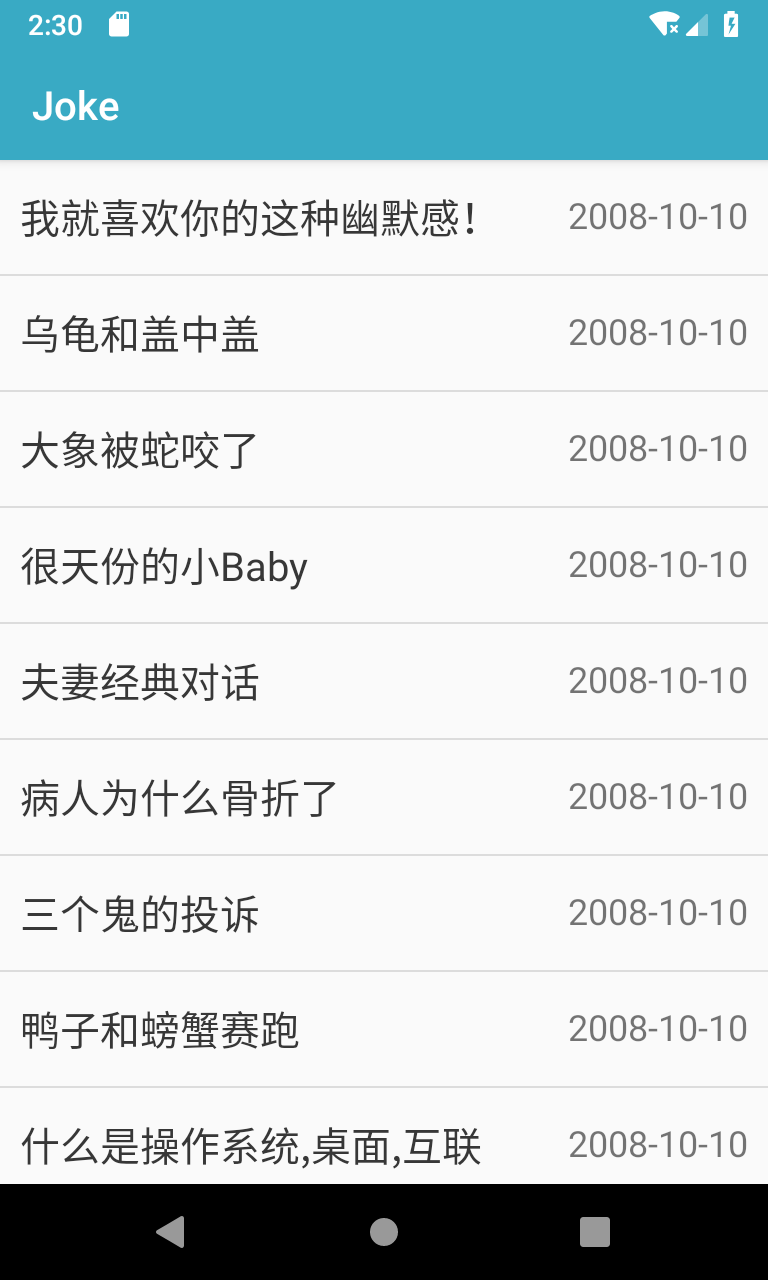 2:30
Joke
我就喜欢你的这种幽默感！ 2008-10-10
乌龟和盖中盖 2008-10-10
大象被蛇咬了 2008-10-10
很天份的小Baby 2008-10-10
夫妻经典对话 2008-10-10
病人为什么骨折了 2008-10-10
三个鬼的投诉 2008-10-10
鸭子和螃蟹赛跑 2008-10-10
什么是操作系统,桌面,互联 2008-10-10